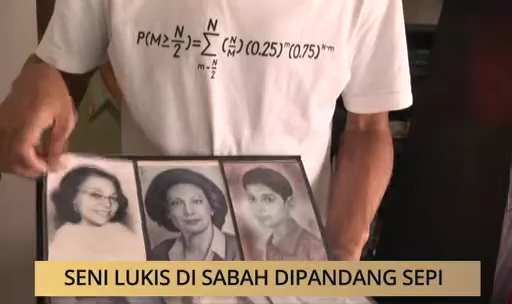 P(M≥N/2)=∑ N m=N/2 (N/M)(0.25)ᵐ(0.75)ᴺ⁻ᵐ
SENI LUKIS DI SABAH DIPANDANG SEPI